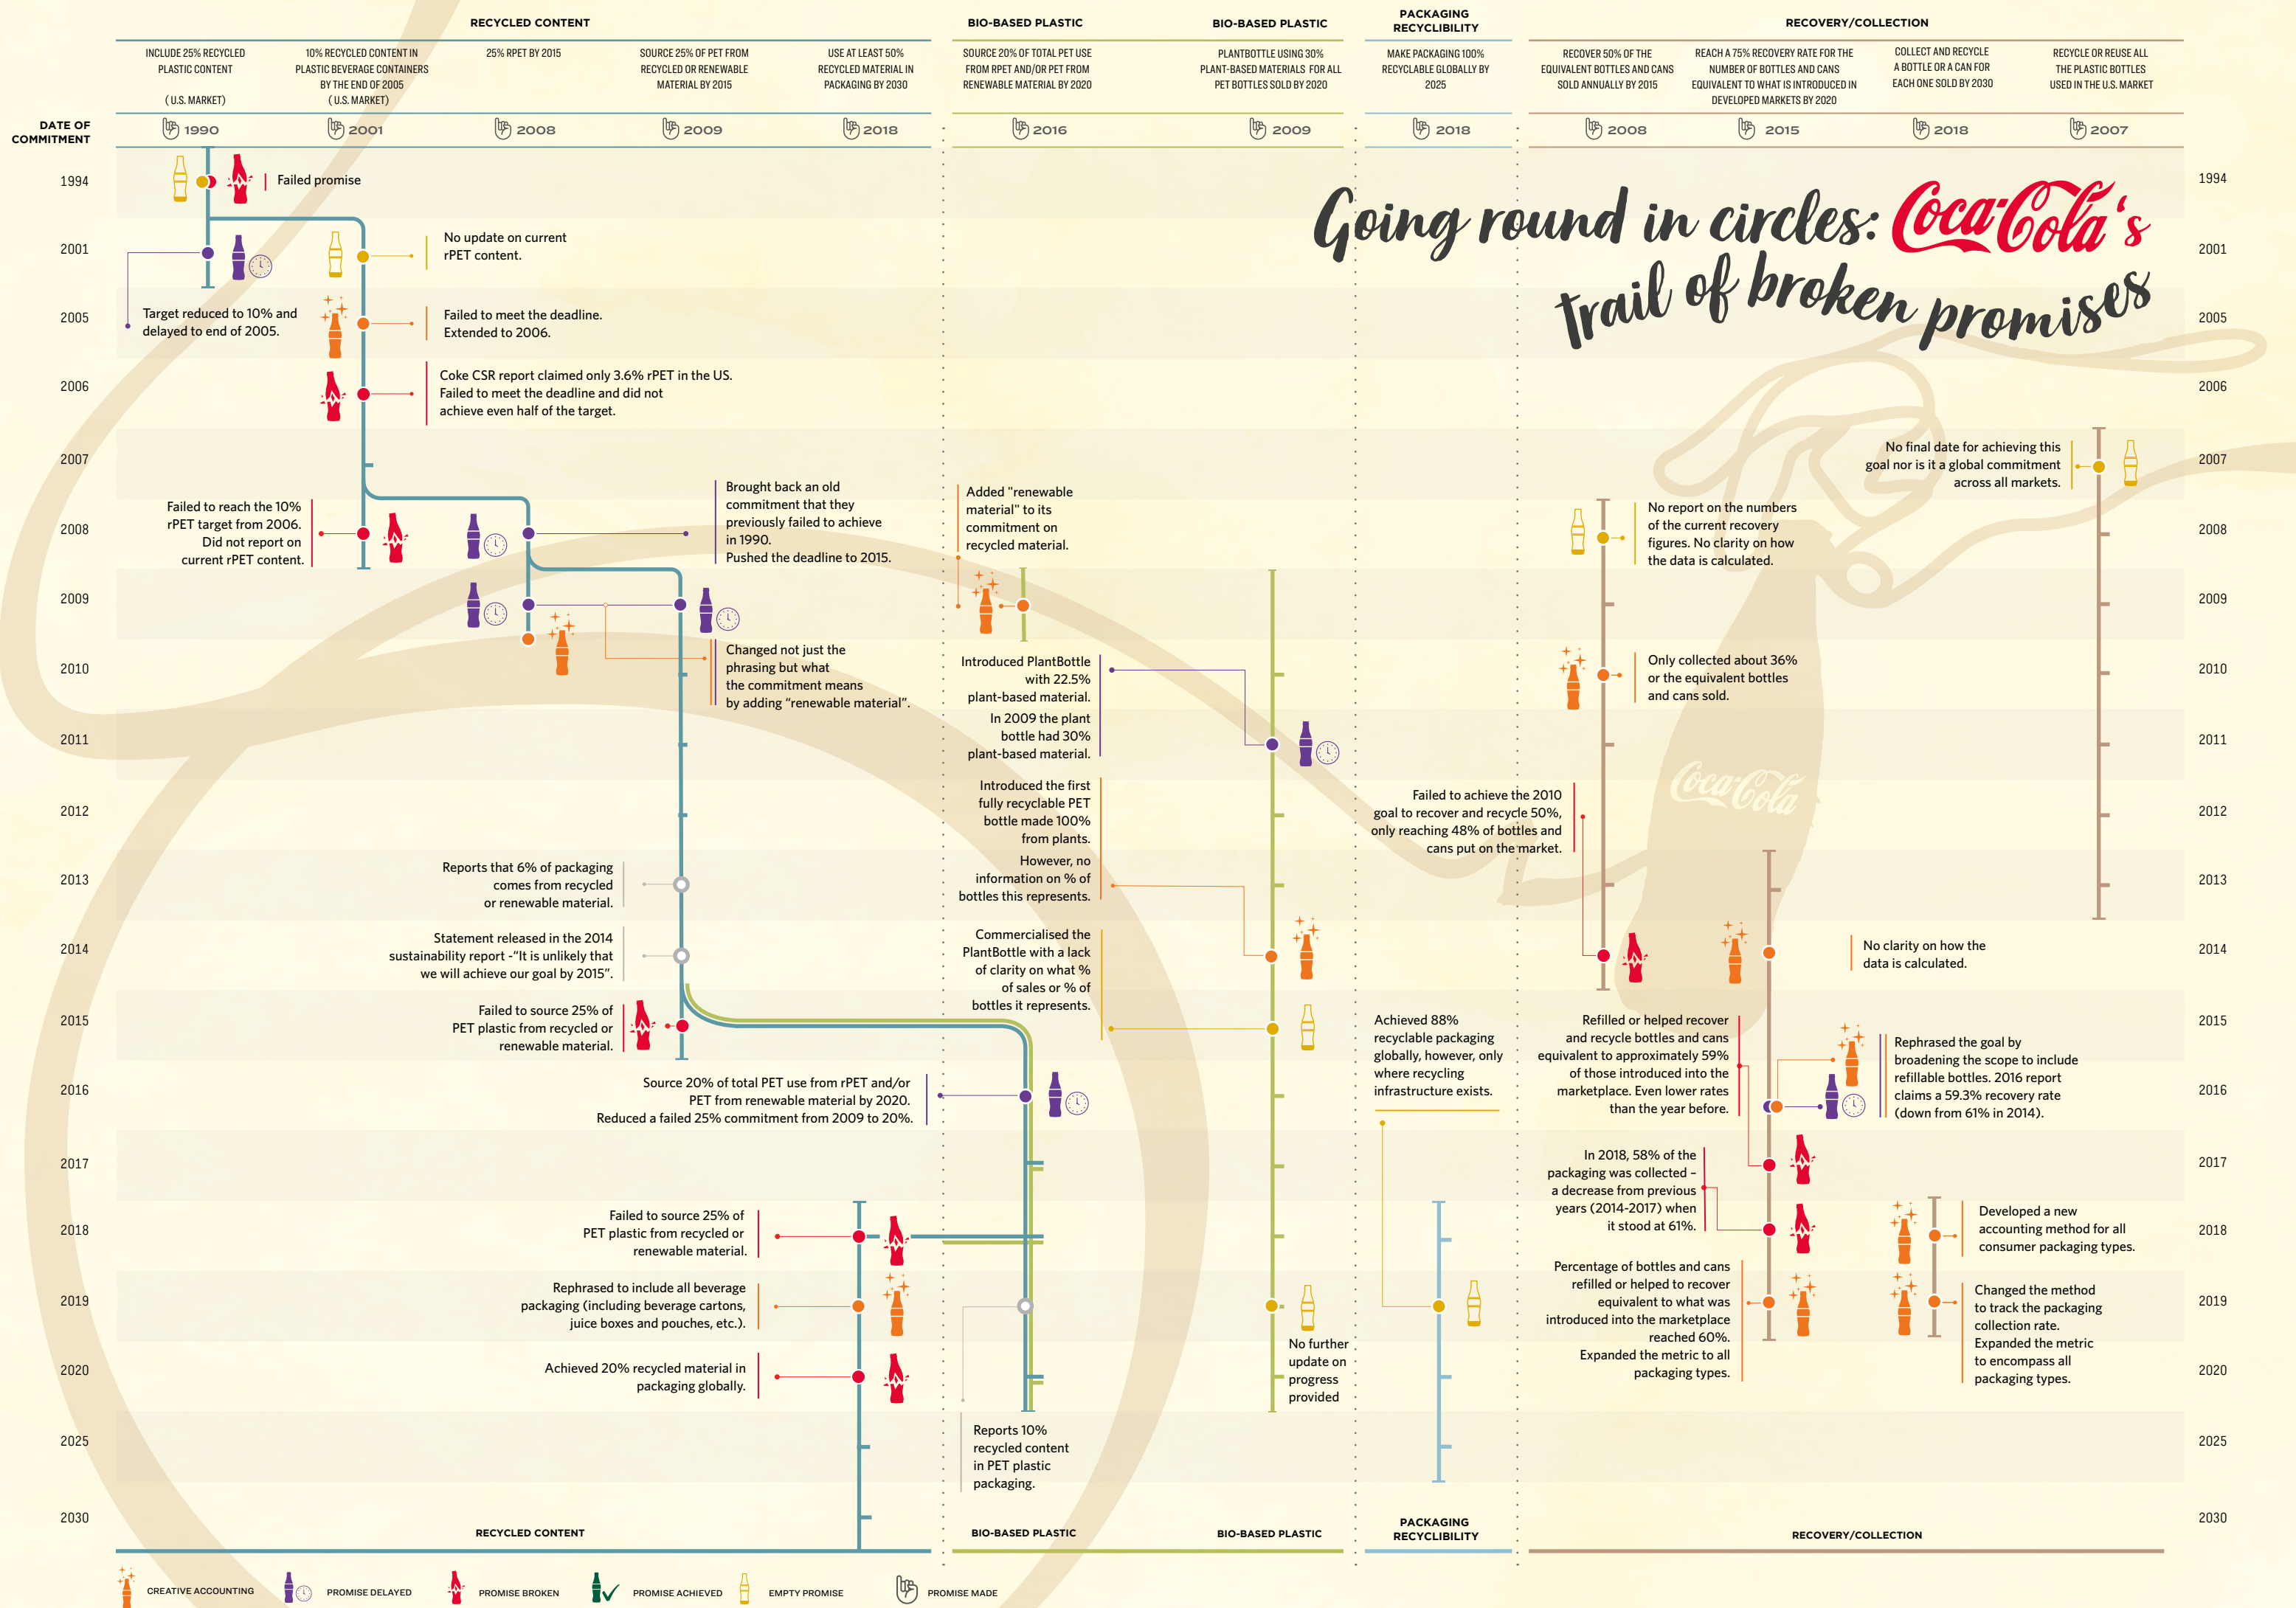 RECYCLED CONTENT
BIO-BASED PLASTIC
BIO-BASED PLASTIC
PACKAGING
RECYCLIBILITY
RECOVERY/COLLECTION
INCLUDE 25% RECYCLED
PLASTIC CONTENT
( U.S. MARKET)
10% RECYCLED CONTENT IN
PLASTIC BEVERAGE CONTAINERS
BY THE END OF 2005
( U.S. MARKET)
25% RPET BY 2015
SOURCE 25% OF PET FROM
RECYCLED OR RENEWABLE
MATERIAL BY 2015
USE AT LEAST 50%
RECYCLED MATERIAL IN
PACKAGING BY 2030
SOURCE 20% OF TOTAL PET USE
FROM RPET AND/OR PET FROM
RENEWABLE MATERIAL BY 2020
PLANTBOTTLE USING 30%
PLANT-BASED MATERIALS FOR ALL
PET BOTTLES SOLD BY 2020
MAKE PACKAGING 100%
RECYCLABLE GLOBALLY BY
2025
RECOVER 50% OF THE
EQUIVALENT BOTTLES AND CANS
SOLD ANNUALLY BY 2015
REACH A 75% RECOVERY RATE FOR THE
NUMBER OF BOTTLES AND CANS
EQUIVALENT TO WHAT IS INTRODUCED IN
DEVELOPED MARKETS BY 2020
COLLECT AND RECYCLE
A BOTTLE OR A CAN FOR
EACH ONE SOLD BY 2030
RECYCLE OR REUSE ALL
THE PLASTIC BOTTLES
USED IN THE U.S. MARKET
DATE OF
COMMITMENT
1990
2001
2008
2009
2018
2016
2009
2018
2008
2015
2018
2007
Going round in circles: Coca-Cola's
trail of broken promises
1994
Failed promise
1994
2001
No update on current
rPET content.
2001
Target reduced to 10% and
delayed to end of 2005.
2005
Failed to meet the deadline.
Extended to 2006.
2005
2006
Coke CSR report claimed only 3.6% rPET in the US.
Failed to meet the deadline and did not
achieve even half of the target.
2006
2007
No final date for achieving this
goal nor is it a global commitment
across all markets.
2007
2008
Failed to reach the 10%
rPET target from 2006.
Did not report on
current rPET content.
Brought back an old
commitment that they
previously failed to achieve
in 1990.
Pushed the deadline to 2015.
Added "renewable
material" to its
commitment on
recycled material.
No report on the numbers
of the current recovery
figures. No clarity on how
the data is calculated.
2008
2009
2009
2010
Changed not just the
phrasing but what
the commitment means
by adding “renewable material”.
Introduced PlantBottle
with 22.5%
plant-based material.
In 2009 the plant
bottle had 30%
plant-based material.
Only collected about 36%
or the equivalent bottles
and cans sold.
2010
2011
2011
2012
Introduced the first
fully recyclable PET
bottle made 100%
from plants.
However, no
information on % of
bottles this represents.
Failed to achieve the 2010
goal to recover and recycle 50%,
only reaching 48% of bottles and
cans put on the market.
Coca-Cola
2012
2013
Reports that 6% of packaging
comes from recycled
or renewable material.
2013
2014
Statement released in the 2014
sustainability report -“It is unlikely that
we will achieve our goal by 2015”.
Commercialised the
PlantBottle with a lack
of clarity on what %
of sales or % of
bottles it represents.
No clarity on how the
data is calculated.
2014
2015
Failed to source 25% of
PET plastic from recycled or
renewable material.
Achieved 88%
recyclable packaging
globally, however, only
where recycling
infrastructure exists.
Refilled or helped recover
and recycle bottles and cans
equivalent to approximately 59%
of those introduced into the
marketplace. Even lower rates
than the year before.
Rephrased the goal by
broadening the scope to include
refillable bottles. 2016 report
claims a 59.3% recovery rate
(down from 61% in 2014).
2015
2016
Source 20% of total PET use from rPET and/or
PET from renewable material by 2020.
Reduced a failed 25% commitment from 2009 to 20%.
2016
2017
In 2018, 58% of the
packaging was collected –
a decrease from previous
years (2014-2017) when
it stood at 61%.
2017
2018
Failed to source 25% of
PET plastic from recycled or
renewable material.
Developed a new
accounting method for all
consumer packaging types.
2018
2019
Rephrased to include all beverage
packaging (including beverage cartons,
juice boxes and pouches, etc.).
Percentage of bottles and cans
refilled or helped to recover
equivalent to what was
introduced into the marketplace
reached 60%.
Expanded the metric to all
packaging types.
Changed the method
to track the packaging
collection rate.
Expanded the metric
to encompass all
packaging types.
2019
2020
Achieved 20% recycled material in
packaging globally.
No further
update on
progress
provided
2020
2025
Reports 10%
recycled content
in PET plastic
packaging.
2025
2030
2030
RECYCLED CONTENT
BIO-BASED PLASTIC
BIO-BASED PLASTIC
PACKAGING
RECYCLIBILITY
RECOVERY/COLLECTION
CREATIVE ACCOUNTING
PROMISE DELAYED
PROMISE BROKEN
PROMISE ACHIEVED
EMPTY PROMISE
PROMISE MADE